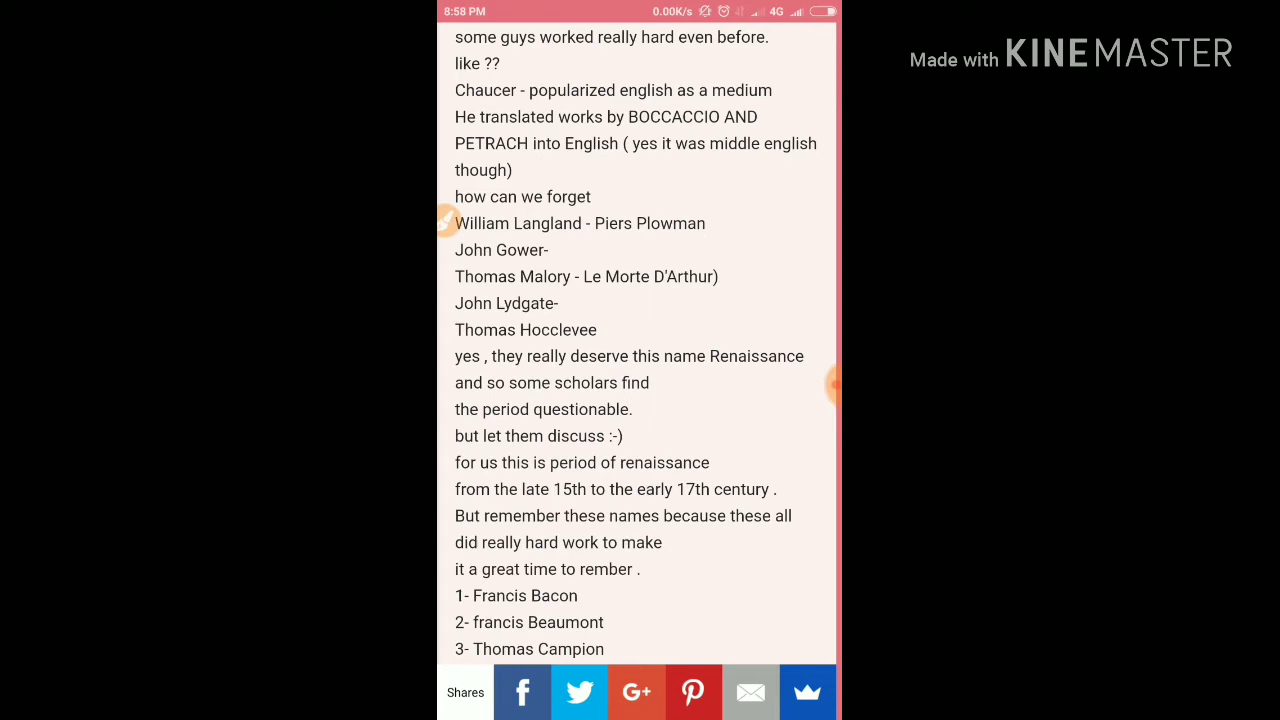 8:58 PM 0.00K/s 4G
Made with KINEMASTER
some guys worked really hard even before.
like ??
Chaucer - popularized english as a medium
He translated works by BOCCACCIO AND
PETRACH into English ( yes it was middle english
though)
how can we forget
William Langland - Piers Plowman
John Gower-
Thomas Malory - Le Morte D'Arthur)
John Lydgate-
Thomas Hocclevee
yes , they really deserve this name Renaissance
and so some scholars find
the period questionable.
but let them discuss :-)
for us this is period of renaissance
from the late 15th to the early 17th century .
But remember these names because these all
did really hard work to make
it a great time to rember .
1- Francis Bacon
2- francis Beaumont
3- Thomas Campion
Shares f G+